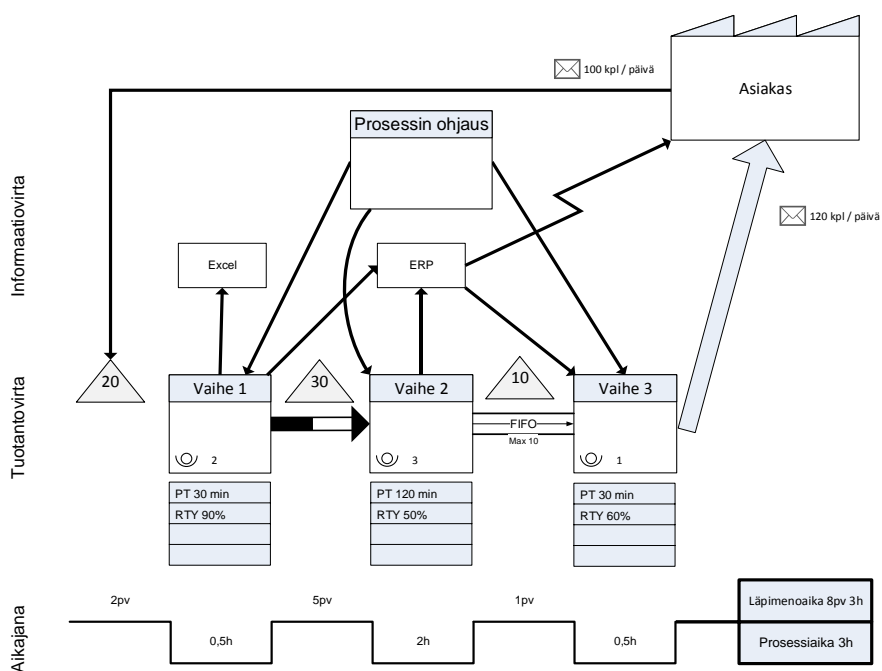 100 kpl / päivä
Asiakas
Prosessin ohjaus
120 kpl / päivä
Informaatiovirta
Excel
ERP
20
Vaihe 1
30
Vaihe 2
10
Vaihe 3
FIFO
Max 10
2
3
1
Tuotantovirta
PT 30 min
RTY 90%
PT 120 min
RTY 50%
PT 30 min
RTY 60%
Aikajana
2pv
0,5h
5pv
2h
1pv
0,5h
Läpimenoaika 8pv 3h
Prosessiaika 3h